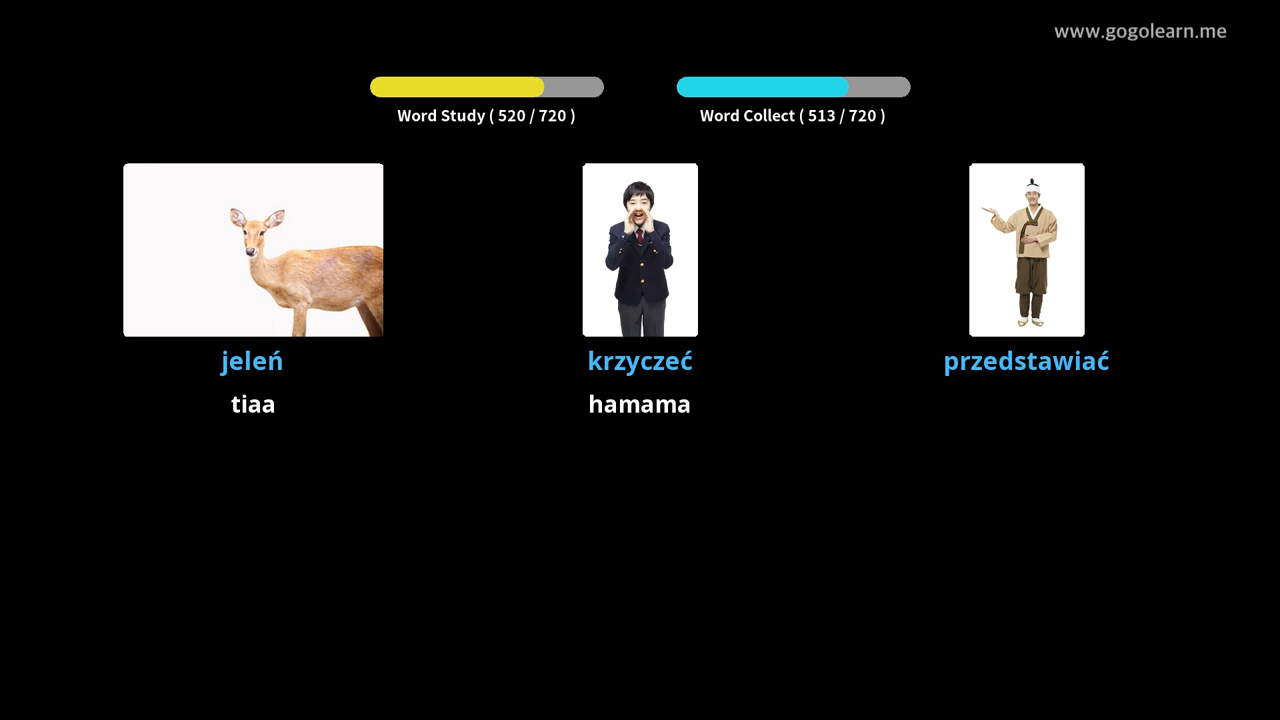 www.gogolearn.me
Word Study ( 520 / 720 )
Word Collect ( 513 / 720 )
jeleń
krzyczeć
przedstawiać
tiaa
hamama